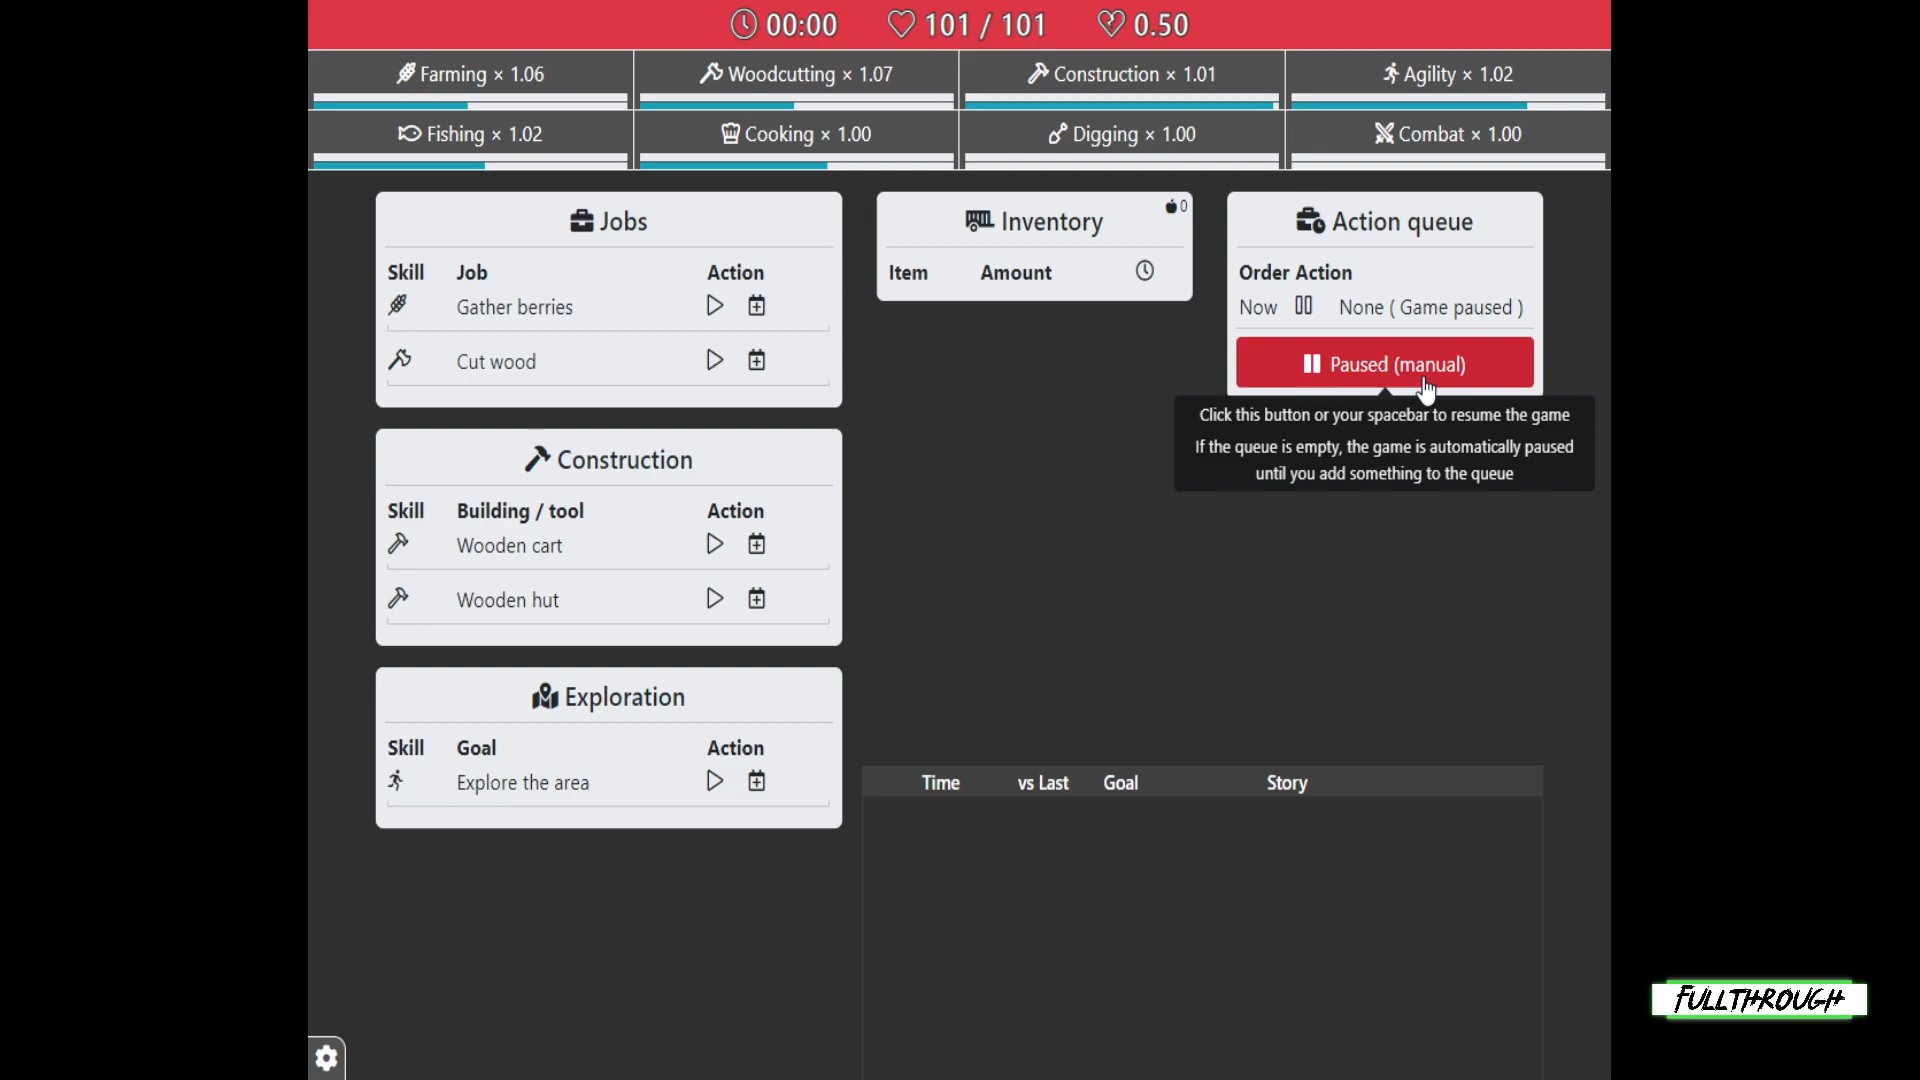 00:00 101 / 101 0.50
Farming × 1.06 Woodcutting × 1.07 Construction × 1.01 Agility × 1.02
Fishing × 1.02 Cooking × 1.00 Digging × 1.00 Combat × 1.00
Jobs
Skill Job Action
Gather berries
Cut wood
Construction
Skill Building / tool Action
Wooden cart
Wooden hut
Exploration
Skill Goal Action
Explore the area
Inventory 0
Item Amount
Action queue
Order Action
Now None ( Game paused )
Paused (manual)
Click this button or your spacebar to resume the game
If the queue is empty, the game is automatically paused
until you add something to the queue
Time vs Last Goal Story
FULLTHROUGH